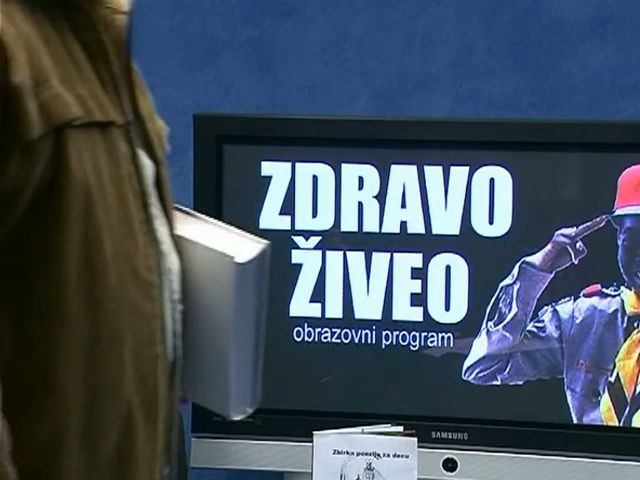 ZDRAVO
ŽIVEO
obrazovni program
SAMSUNG
Zbirka poezije za decu